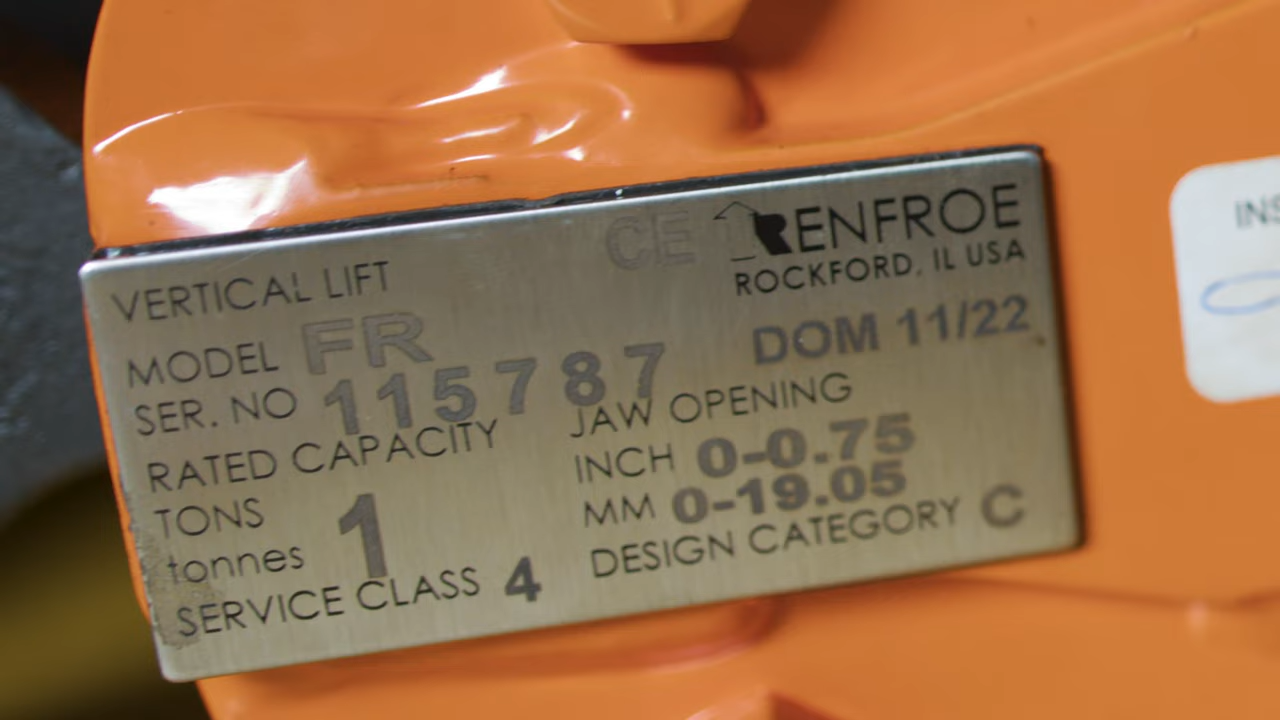 CE RENFROE
ROCKFORD, IL USA
VERTICAL LIFT
MODEL FR
DOM 11/22
SER. NO 115787
RATED CAPACITY
TONS
tonnes 1
SERVICE CLASS 4
JAW OPENING
INCH 0-0.75
MM 0-19.05
DESIGN CATEGORY C
INS